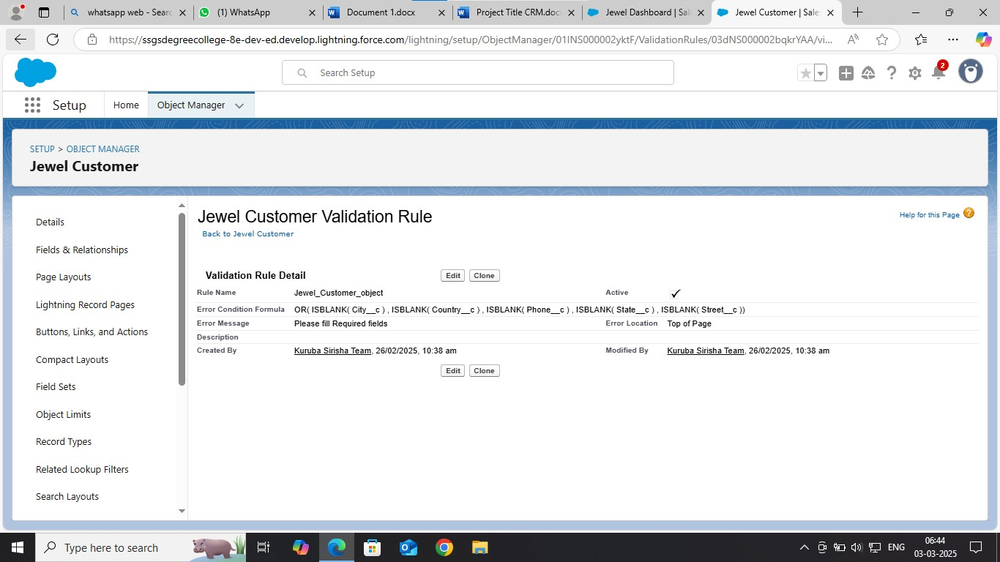 whatsapp web - Searc
(1) WhatsApp
Document 1.docx
Project Title CRM.doc
Jewel Dashboard | Sal
Jewel Customer | Sale
https://ssgsdegreecollege-8e-dev-ed.develop.lightning.force.com/lightning/setup/ObjectManager/01INS000002yktF/ValidationRules/03dNS000002bqkrYAA/vi...
Search Setup
2
Setup
Home
Object Manager
SETUP > OBJECT MANAGER
Jewel Customer
Details
Fields & Relationships
Page Layouts
Lightning Record Pages
Buttons, Links, and Actions
Compact Layouts
Field Sets
Object Limits
Record Types
Related Lookup Filters
Search Layouts
Jewel Customer Validation Rule
Help for this Page
Back to Jewel Customer
Validation Rule Detail
Edit Clone
Rule Name Jewel_Customer_object Active
Error Condition Formula OR( ISBLANK( City__c ) , ISBLANK( Country__c ) , ISBLANK( Phone__c ) , ISBLANK( State__c ) , ISBLANK( Street__c ))
Error Message Please fill Required fields Error Location Top of Page
Description
Created By Kuruba Sirisha Team, 26/02/2025, 10:38 am Modified By Kuruba Sirisha Team, 26/02/2025, 10:38 am
Edit Clone
Type here to search
ENG
06:44
03-03-2025